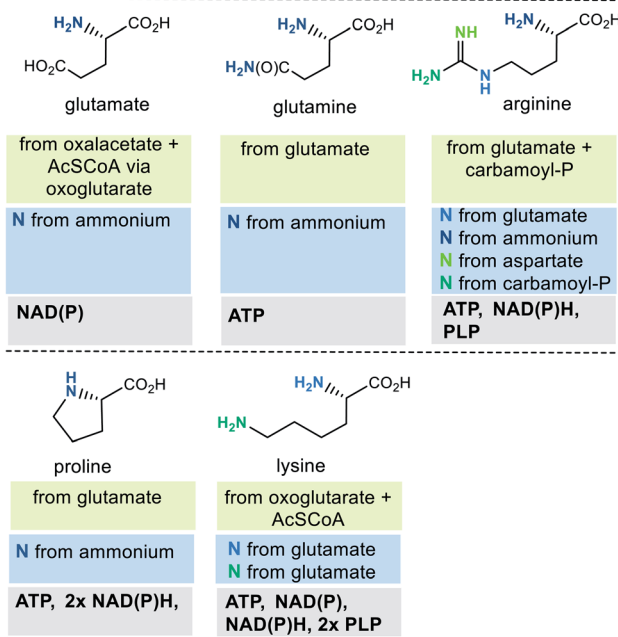 H₂N CO₂H
HO₂C
glutamate
from oxalacetate +
AcSCoA via
oxoglutarate
N from ammonium
NAD(P)
H₂N CO₂H
H₂N(O)C
glutamine
from glutamate
N from ammonium
ATP
NH H₂N CO₂H
H₂N N
H
arginine
from glutamate +
carbamoyl-P
N from glutamate
N from ammonium
N from aspartate
N from carbamoyl-P
ATP, NAD(P)H,
PLP
H
N CO₂H
proline
from glutamate
N from ammonium
ATP, 2x NAD(P)H,
H₂N CO₂H
H₂N
lysine
from oxoglutarate +
AcSCoA
N from glutamate
N from glutamate
ATP, NAD(P),
NAD(P)H, 2x PLP